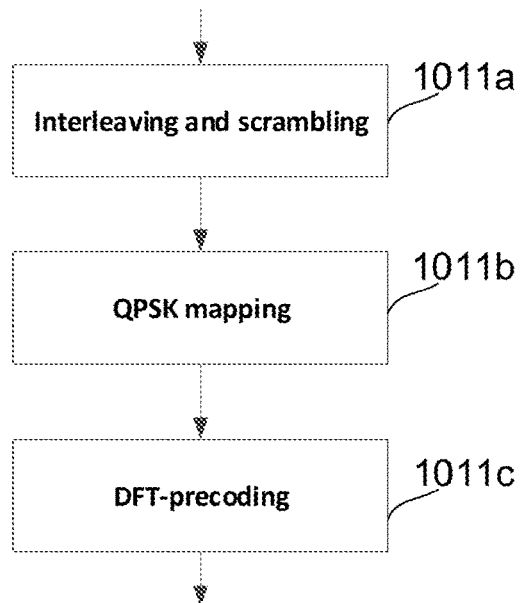 1011a
Interleaving and scrambling
1011b
QPSK mapping
1011c
DFT-precoding